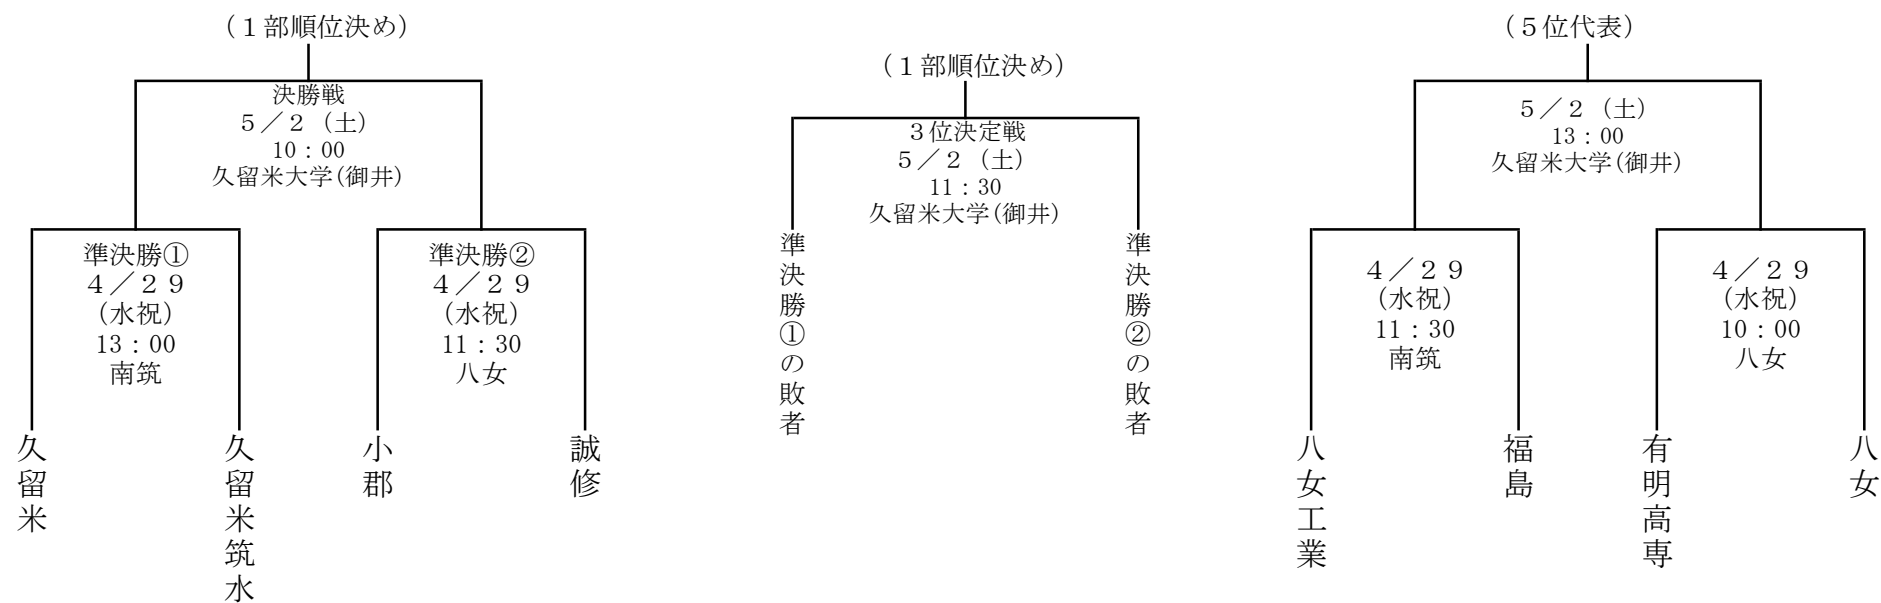 （１部順位決め）
決勝戦
５／２（土）
10：00
久留米大学(御井)
準決勝①
４／２９
(水祝)
13：00
南筑
準決勝②
４／２９
(水祝)
11：30
八女
久留米
久留米筑水
小郡
誠修
（１部順位決め）
３位決定戦
５／２（土）
11：30
久留米大学(御井)
準決勝①の敗者
準決勝②の敗者
（５位代表）
５／２（土）
13：00
久留米大学(御井)
４／２９
(水祝)
11：30
南筑
４／２９
(水祝)
10：00
八女
八女工業
福島
有明高専
八女